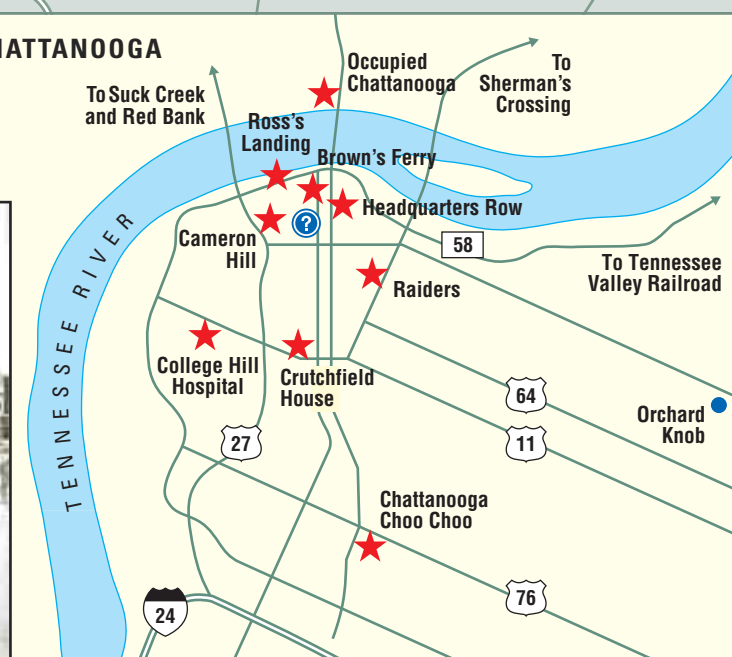 HATTANOOGA
Occupied
Chattanooga
To
Sherman's
Crossing
To Suck Creek
and Red Bank
Ross's
Landing
Brown's Ferry
Headquarters Row
?
Cameron
Hill
58
To Tennessee
Valley Railroad
Raiders
TENNESSEE RIVER
College Hill
Hospital
Crutchfield
House
64
Orchard
Knob
27
11
Chattanooga
Choo Choo
76
24